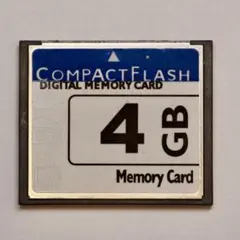 COMPACTFLASH
DIGITAL MEMORY CARD
4 GB
Memory Card